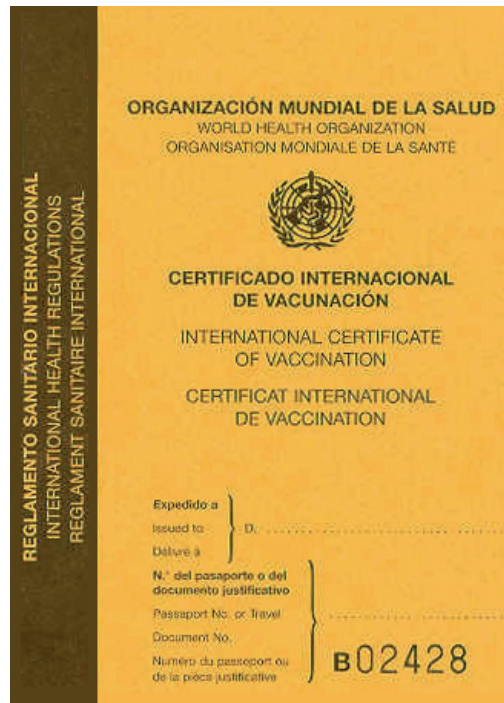 REGLAMENTO SANITARIO INTERNACIONAL
INTERNATIONAL HEALTH REGULATIONS
REGLAMENT SANITAIRE INTERNATIONAL
ORGANIZACIÓN MUNDIAL DE LA SALUD
WORLD HEALTH ORGANIZATION
ORGANISATION MONDIALE DE LA SANTÉ
CERTIFICADO INTERNACIONAL
DE VACUNACIÓN
INTERNATIONAL CERTIFICATE
OF VACCINATION
CERTIFICAT INTERNATIONAL
DE VACCINATION
Expedido a
Issued to D. ........................
Délivré à
N.° del pasaporte o del
documento justificativo
Passaport No. or Travel ........................
Document No.
Numéro du passeport ou
de la pièce justificative
B02428